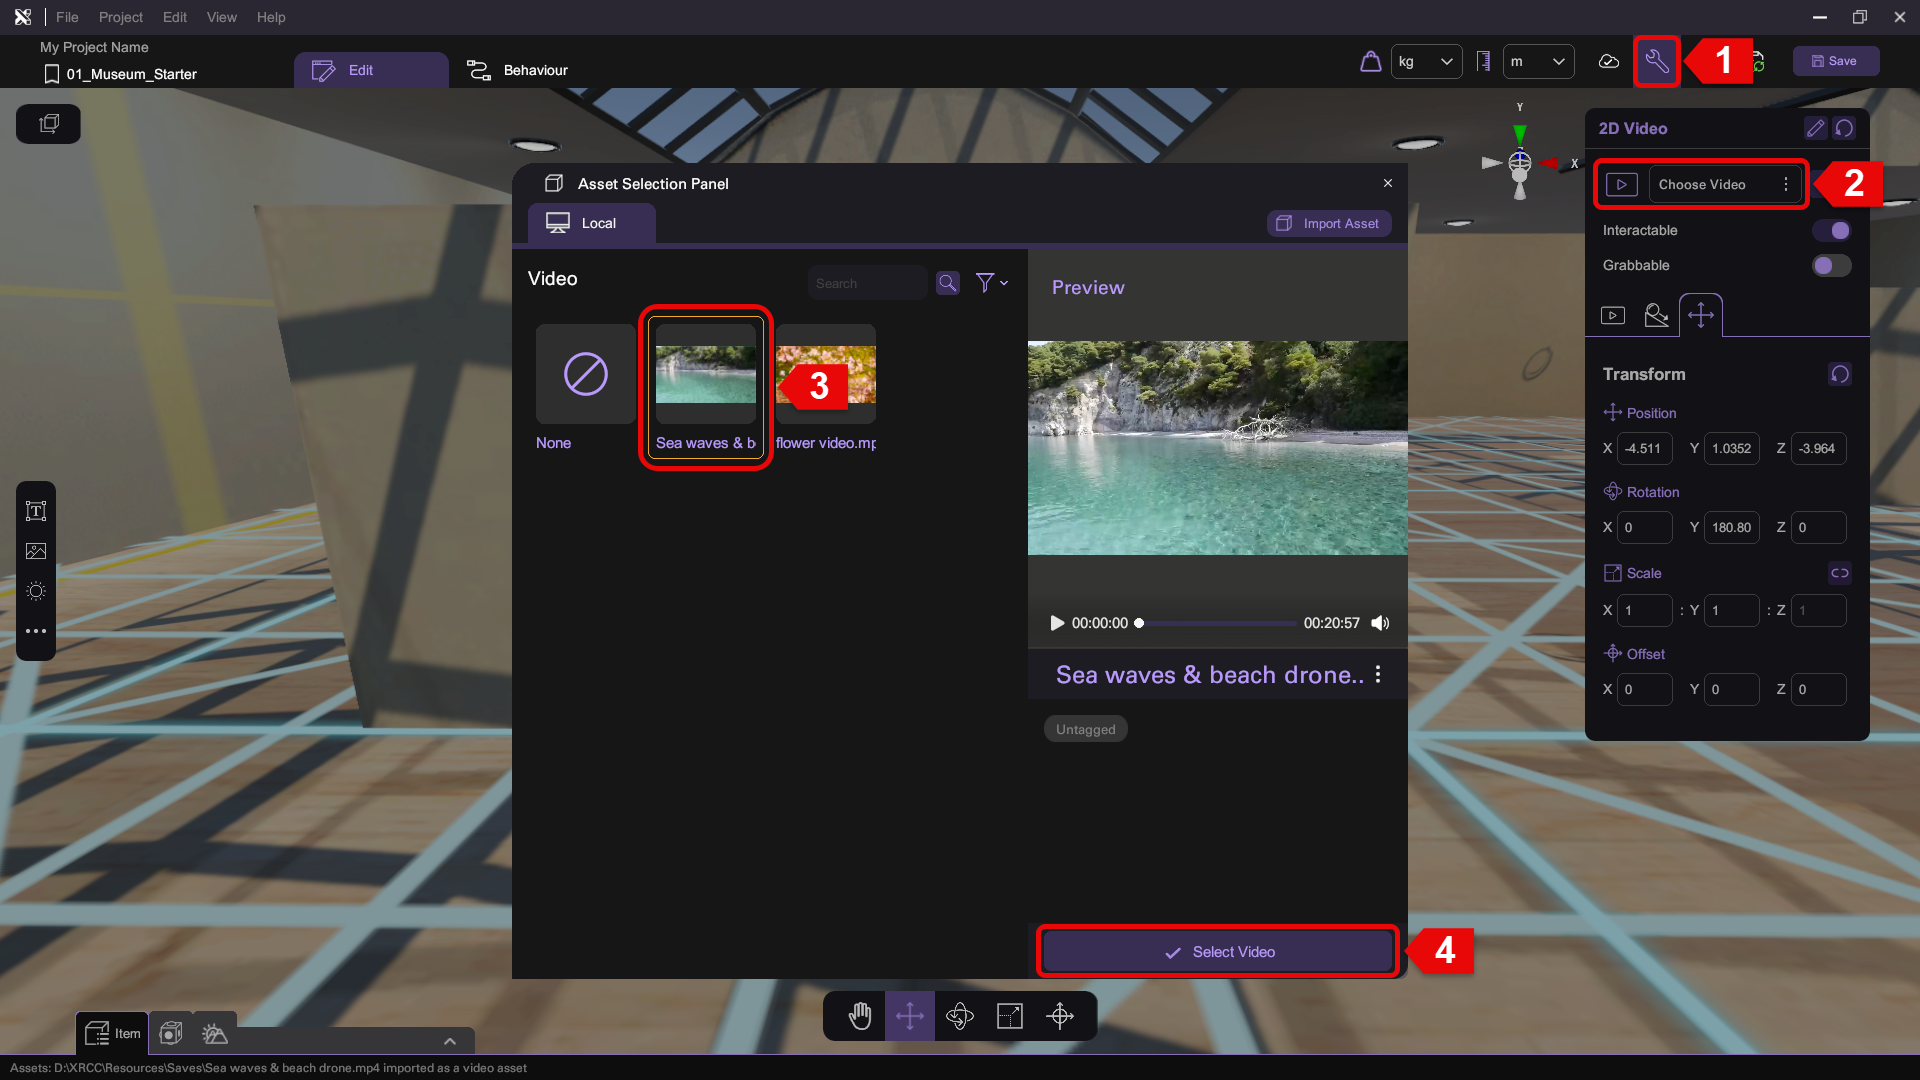 File Project Edit View Help
My Project Name
01_Museum_Starter
Edit
Behaviour
kg
m
1
Save
Y
X
2D Video
Choose Video
2
Interactable
Grabbable
Asset Selection Panel
Local
Import Asset
Video
Search
Preview
3
None
Sea waves & b
flower video.mp
Transform
Position
X -4.511 Y 1.0352 Z -3.964
Rotation
X 0 Y 180.80 Z 0
Scale
X 1 : Y 1 : Z 1
Offset
X 0 Y 0 Z 0
T
00:00:00 00:20:57
Sea waves & beach drone..
Untagged
Select Video
4
Item
Assets: D:\XRCC\Resources\Saves\Sea waves & beach drone.mp4 imported as a video asset